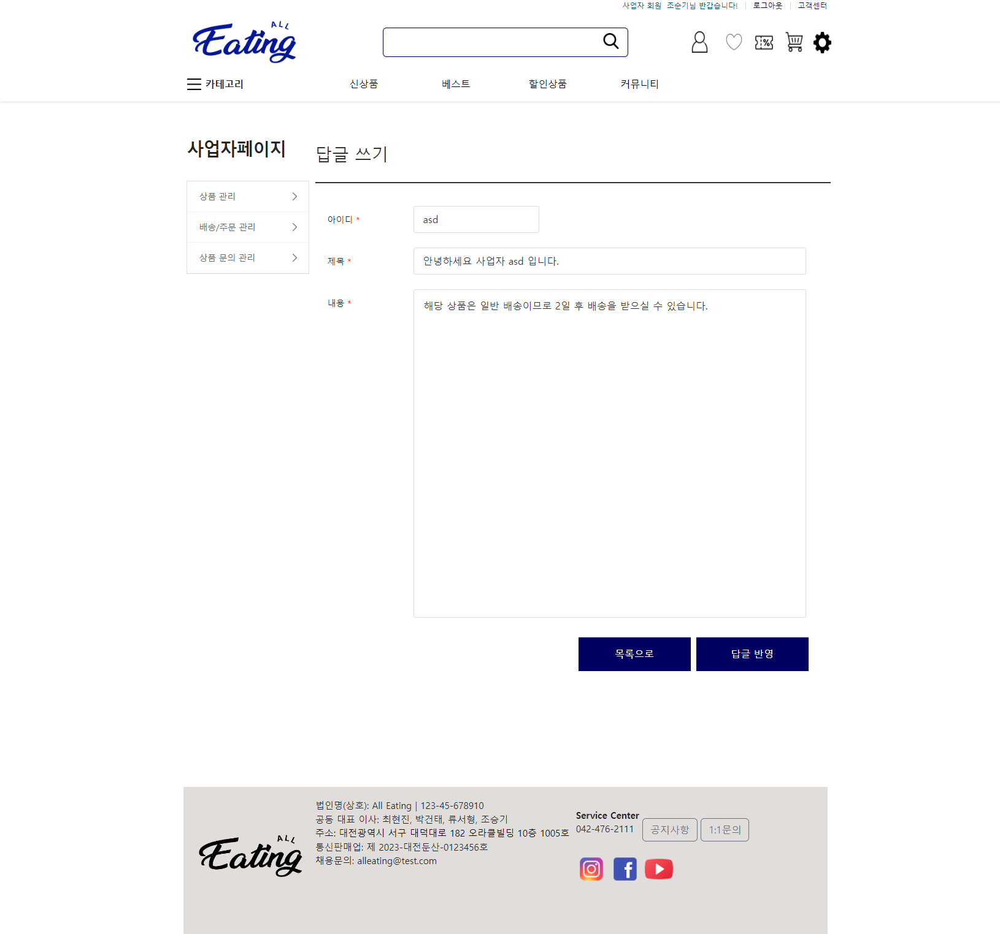 사업자 회원 조순기님 반갑습니다! 로그아웃 고객센터
ALL
Eating
카테고리 신상품 베스트 할인상품 커뮤니티
사업자페이지
상품 관리
배송/주문 관리
상품 문의 관리
답글 쓰기
아이디 * asd
제목 * 안녕하세요 사업자 asd 입니다.
내용 * 해당 상품은 일반 배송이므로 2일 후 배송을 받으실 수 있습니다.
목록으로 답글 반영
ALL
Eating
법인명(상호): All Eating | 123-45-678910
공동 대표 이사: 최현진, 박건태, 류서형, 조승기
주소: 대전광역시 서구 대덕대로 182 오라클빌딩 10층 1005호
통신판매업: 제 2023-대전둔산-0123456호
채용문의: alleating@test.com
Service Center
042-476-2111
공지사항 1:1문의